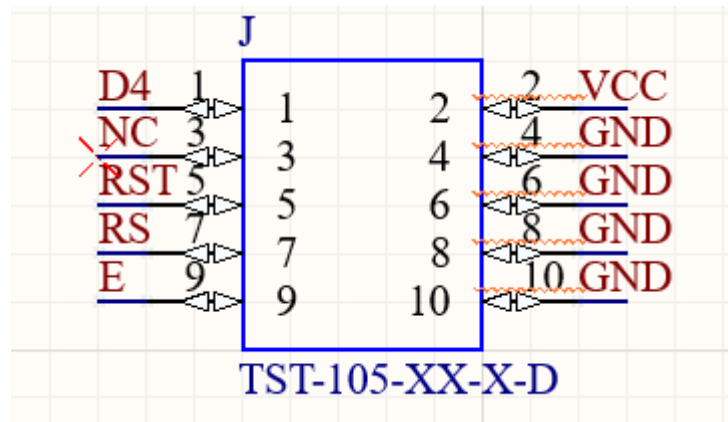 J
D4 1 1 2 2 VCC
NC 3 3 4 4 GND
RST 5 5 6 6 GND
RS 7 7 8 8 GND
E 9 9 10 10 GND
TST-105-XX-X-D